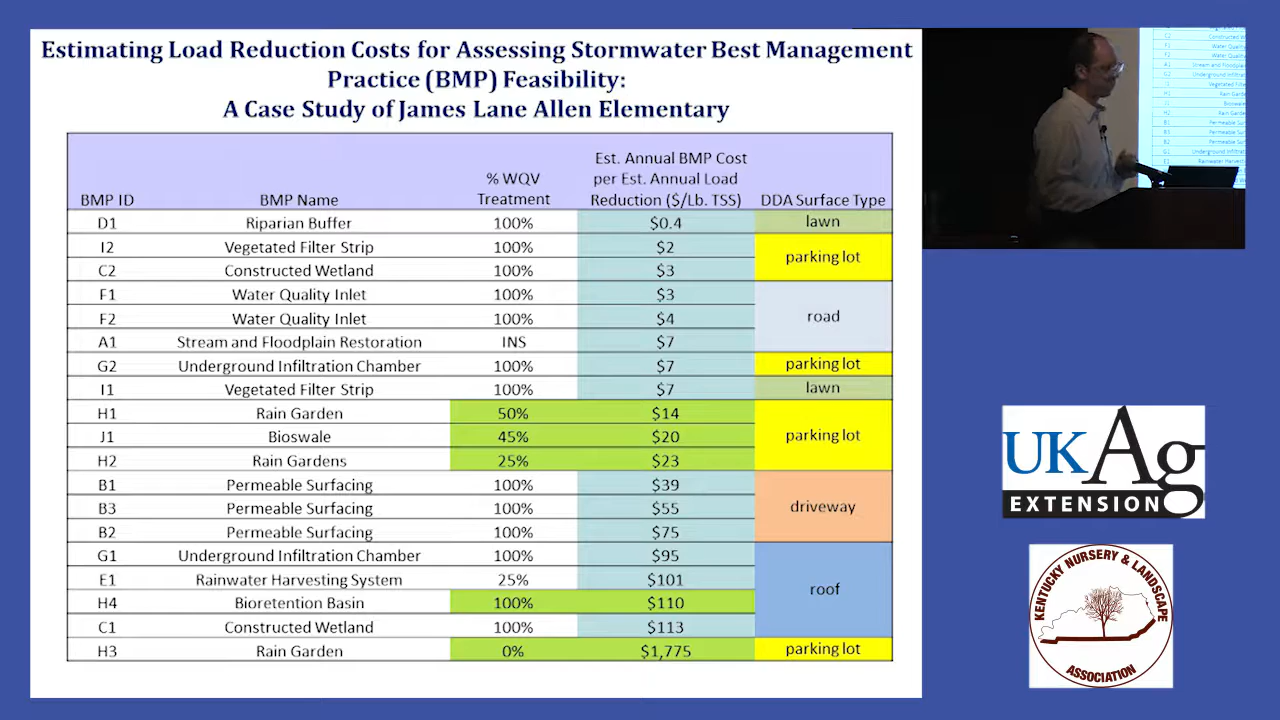 Estimating Load Reduction Costs for Assessing Stormwater Best Management
Practice (BMP) Feasibility:
A Case Study of James Lane Allen Elementary
BMP ID BMP Name % WQV Treatment Est. Annual BMP Cost per Est. Annual Load Reduction ($/Lb. TSS) DDA Surface Type
D1 Riparian Buffer 100% $0.4 lawn
I2 Vegetated Filter Strip 100% $2 parking lot
C2 Constructed Wetland 100% $3
F1 Water Quality Inlet 100% $3 road
F2 Water Quality Inlet 100% $4
A1 Stream and Floodplain Restoration INS $7
G2 Underground Infiltration Chamber 100% $7 parking lot
I1 Vegetated Filter Strip 100% $7 lawn
H1 Rain Garden 50% $14 parking lot
J1 Bioswale 45% $20
H2 Rain Gardens 25% $23
B1 Permeable Surfacing 100% $39 driveway
B3 Permeable Surfacing 100% $55
B2 Permeable Surfacing 100% $75
G1 Underground Infiltration Chamber 100% $95 roof
E1 Rainwater Harvesting System 25% $101
H4 Bioretention Basin 100% $110
C1 Constructed Wetland 100% $113
H3 Rain Garden 0% $1,775 parking lot
UK Ag
EXTENSION
KENTUCKY NURSERY & LANDSCAPE
ASSOCIATION